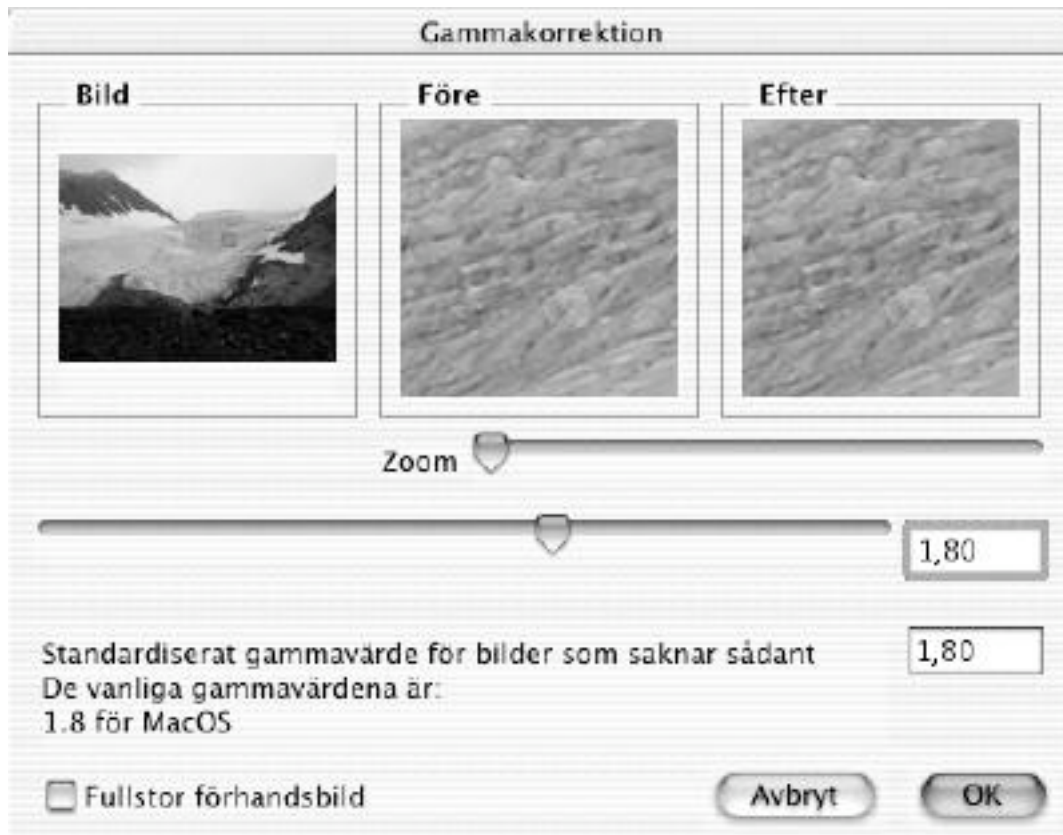 Gammakorrektion
Bild
Före
Efter
Zoom
1,80
Standardiserat gammavärde för bilder som saknar sådant
1,80
De vanliga gammavärdena är:
1.8 för MacOS
Fullstor förhandsbild
Avbryt
OK